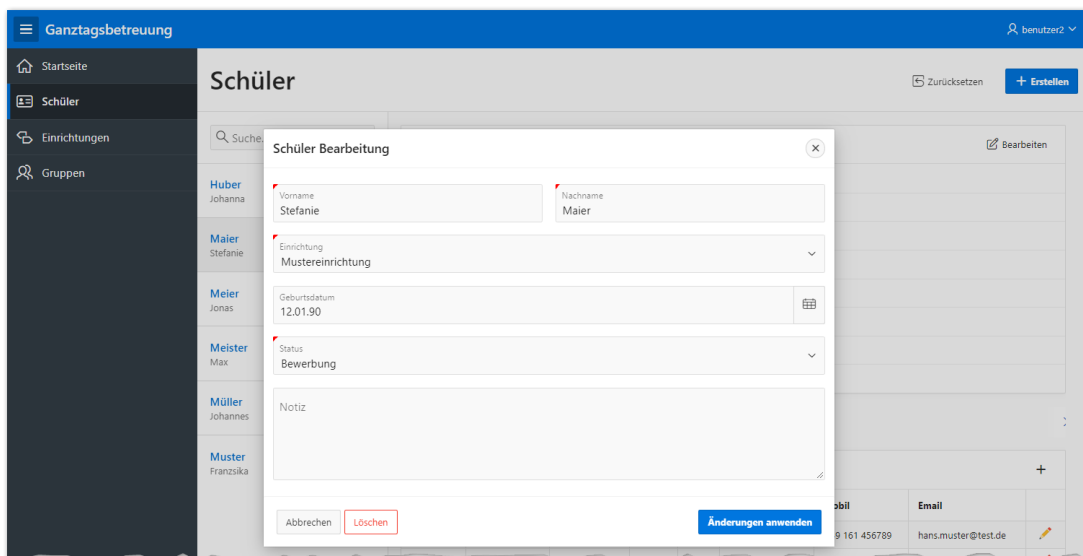 Ganztagsbetreuung
benutzer2
Startseite
Schüler
Einrichtungen
Gruppen
Schüler
Zurücksetzen
Erstellen
Suche.
Bearbeiten
Huber
Johanna
Maier
Stefanie
Meier
Jonas
Meister
Max
Müller
Johannes
Muster
Franzsika
Schüler Bearbeitung
Vorname
Stefanie
Nachname
Maier
Einrichtung
Mustereinrichtung
Geburtsdatum
12.01.90
Status
Bewerbung
Notiz
Abbrechen
Löschen
Änderungen anwenden
Email
9 161 456789
hans.muster@test.de